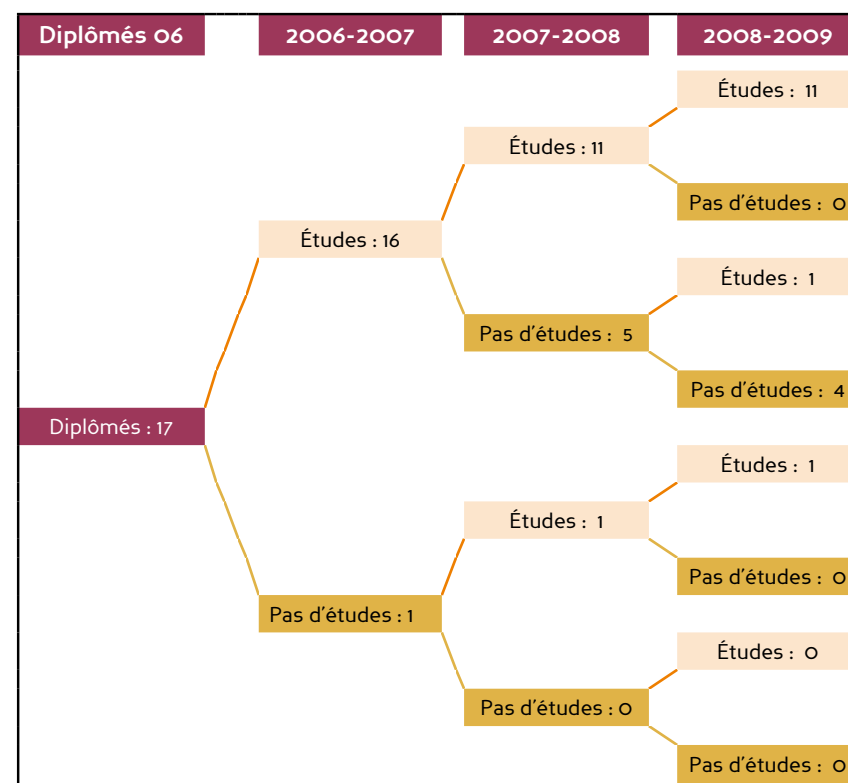 Diplômés 06 2006-2007 2007-2008 2008-2009
Études : 11
Études : 11
Pas d'études : 0
Études : 16
Études : 1
Pas d'études : 5
Pas d'études : 4
Diplômés : 17
Études : 1
Études : 1
Pas d'études : 0
Pas d'études : 1
Études : 0
Pas d'études : 0
Pas d'études : 0